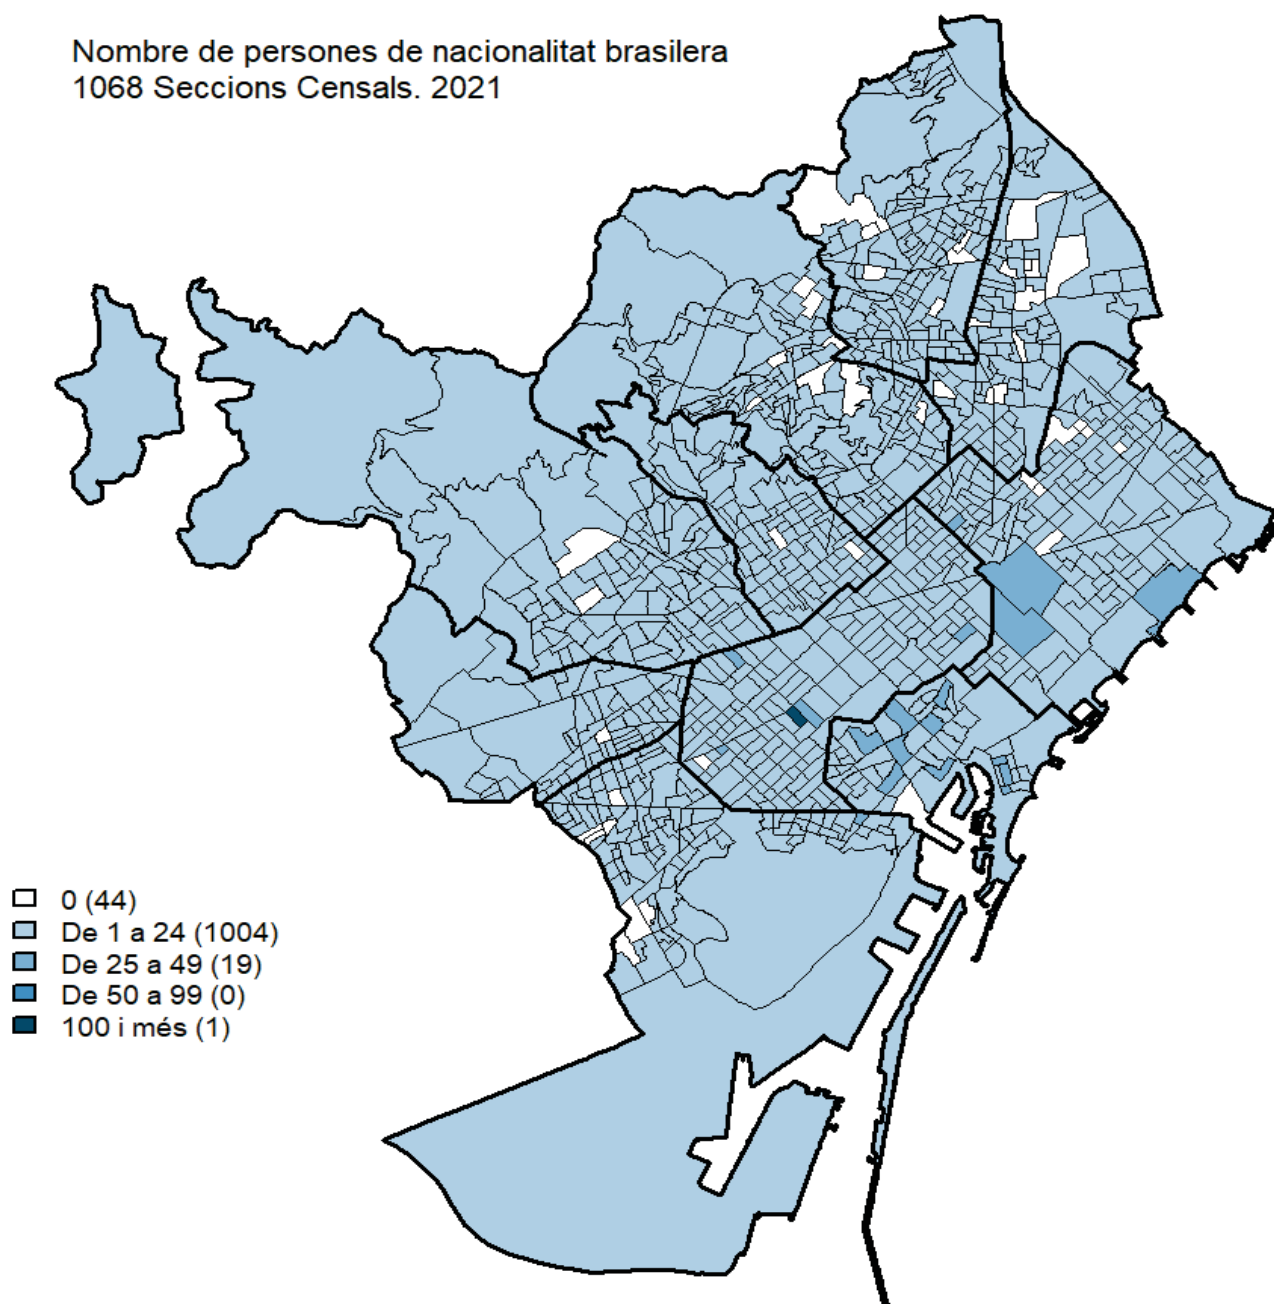 Nombre de persones de nacionalitat brasilera
1068 Seccions Censals. 2021
0 (44)
De 1 a 24 (1004)
De 25 a 49 (19)
De 50 a 99 (0)
100 i més (1)